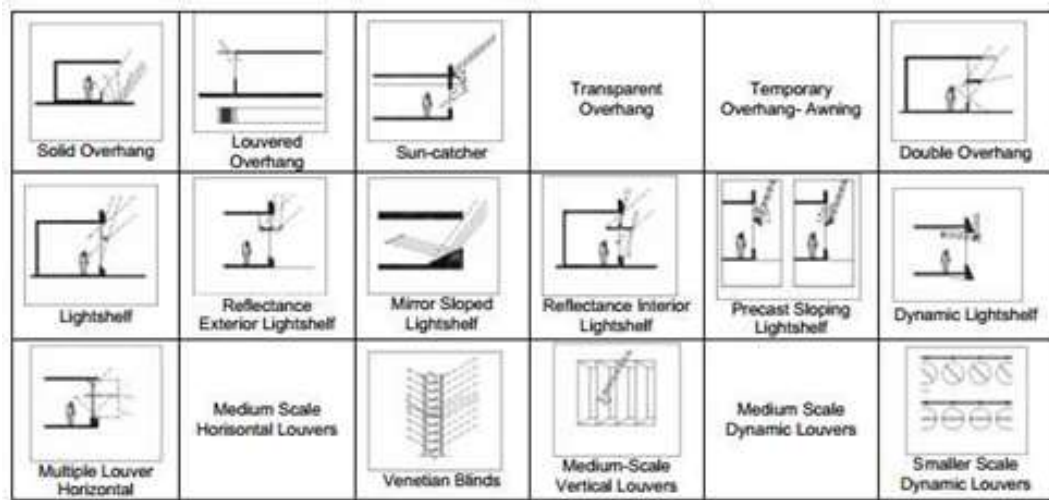 Solid Overhang
Louvered
Overhang
Sun-catcher
Transparent
Overhang
Temporary
Overhang- Awning
Double Overhang
Lightshelf
Reflectance
Exterior Lightshelf
Mirror Sloped
Lightshelf
Reflectance Interior
Lightshelf
Precast Sloping
Lightshelf
Dynamic Lightshelf
Multiple Louver
Horizontal
Medium Scale
Horisontal Louvers
Venetian Blinds
Medium-Scale
Vertical Louvers
Medium Scale
Dynamic Louvers
Smaller Scale
Dynamic Louvers